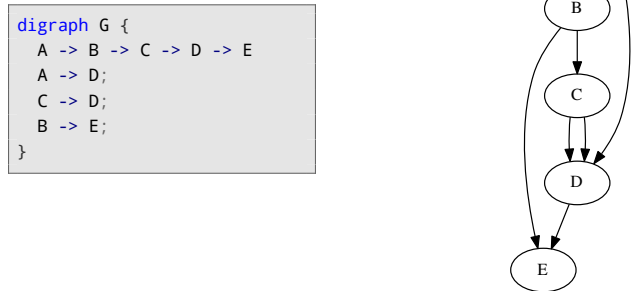 digraph G {
  A -> B -> C -> D -> E
  A -> D;
  C -> D;
  B -> E;
}
B
C
D
E